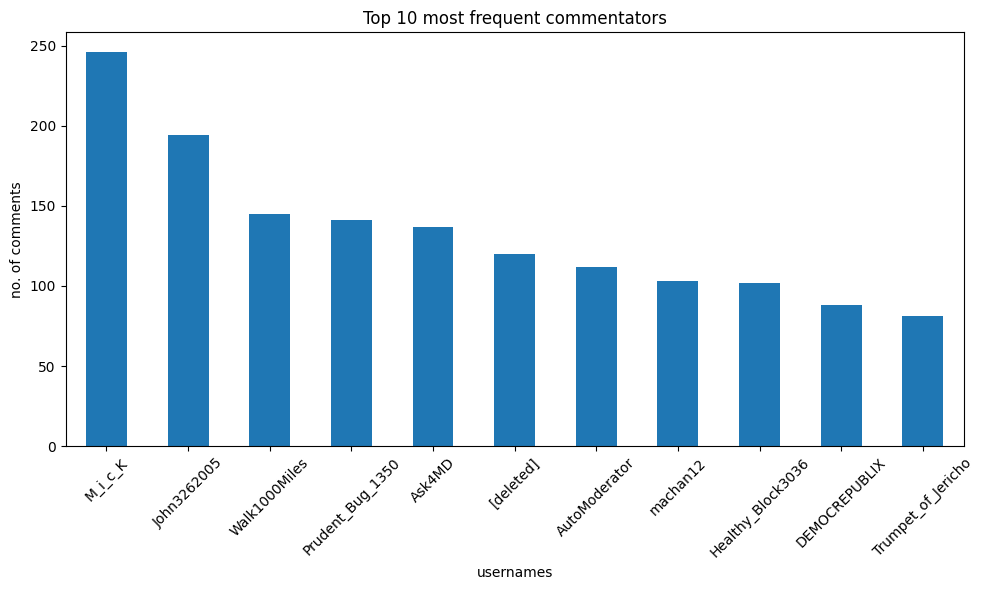 Top 10 most frequent commentators
no. of comments
250
200
150
100
50
0
M_i_c_K
John3262005
Walk1000Miles
Prudent_Bug_1350
Ask4MD
[deleted]
AutoModerator
machan12
Healthy_Block3036
DEMOCREPUBLIX
Trumpet_of_Jericho
usernames